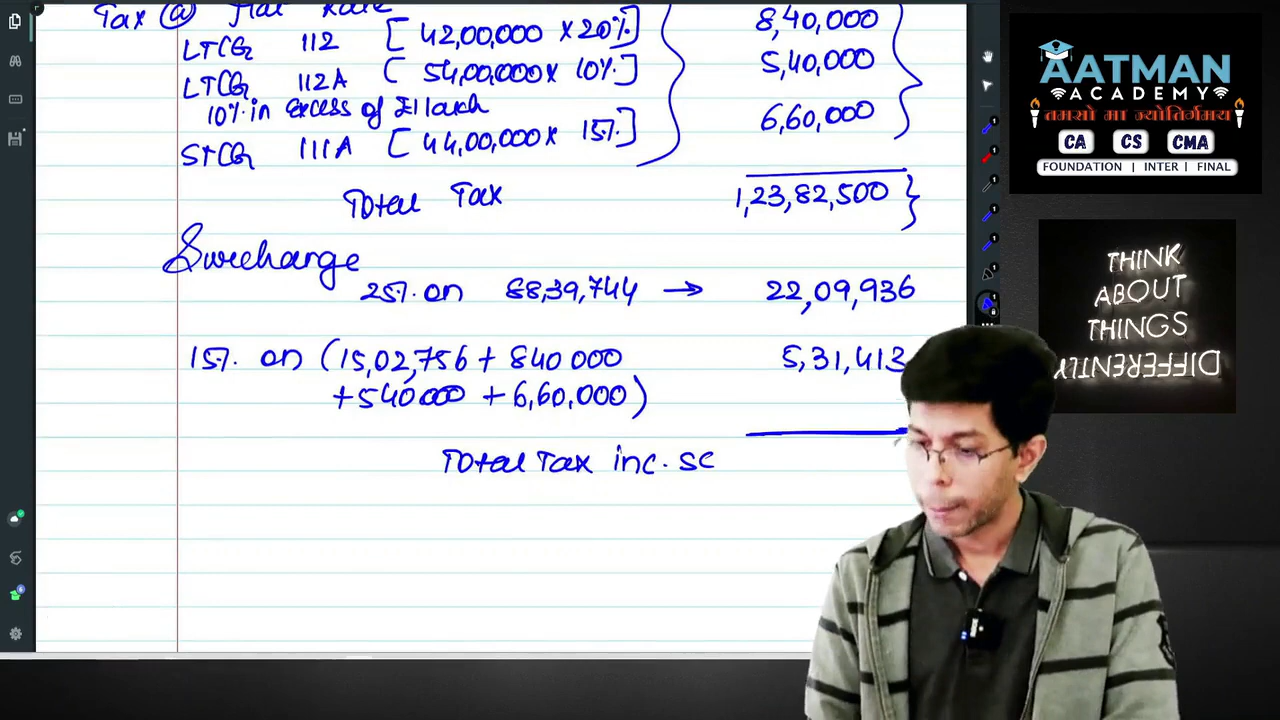 Tax @ flat rate
LTCG 112 [ 42,00,000 × 20% ] 8,40,000
LTCG 112A [ 54,00,000 × 10% ] 5,40,000
10% in excess of ₹1 lakh
STCG 111A [ 44,00,000 × 15% ] 6,60,000
Total Tax 1,23,82,500
Surcharge
25% on 88,39,744 → 22,09,936
15% on (15,02,756 + 840000 5,31,413
+540000 + 6,60,000)
Total Tax inc. SC
AATMAN
ACADEMY
तमसो मा ज्योतिर्गमय
CA CS CMA
FOUNDATION | INTER | FINAL
THINK
ABOUT
THINGS
DIFFERENTLY